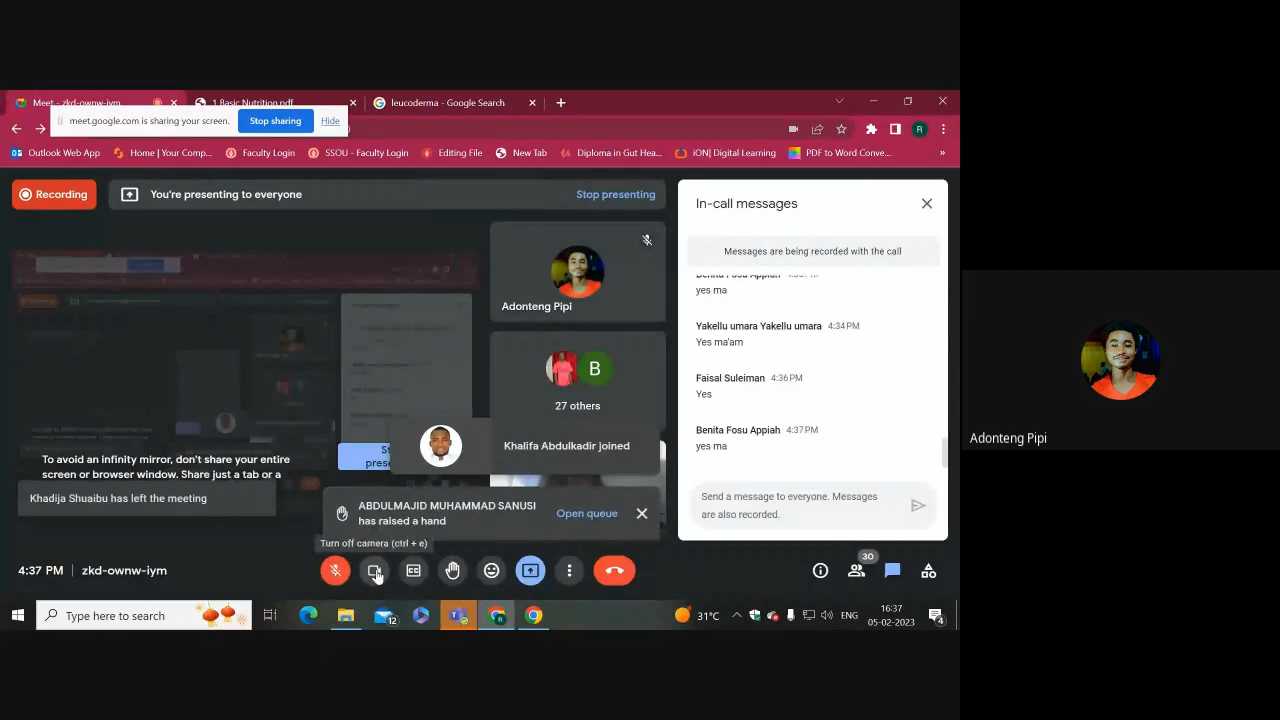 Meet - zkd-ownw-iym
1 Basic Nutrition.pdf
leucoderma - Google Search
meet.google.com is sharing your screen.
Stop sharing
Hide
R
Outlook Web App
Home | Your Comp...
Faculty Login
SSOU - Faculty Login
Editing File
New Tab
Diploma in Gut Hea...
iON| Digital Learning
PDF to Word Conve...
»
Recording
You're presenting to everyone
Stop presenting
Adonteng Pipi
B
27 others
Khalifa Abdulkadir joined
To avoid an infinity mirror, don't share your entire
screen or browser window. Share just a tab or a
Khadija Shuaibu has left the meeting
ABDULMAJID MUHAMMAD SANUSI
has raised a hand
Open queue
Turn off camera (ctrl + e)
4:37 PM | zkd-ownw-iym
In-call messages
Messages are being recorded with the call
Benita Fosu Appiah
yes ma
Yakellu umara Yakellu umara 4:34 PM
Yes ma'am
Faisal Suleiman 4:36 PM
Yes
Benita Fosu Appiah 4:37 PM
yes ma
Send a message to everyone. Messages
are also recorded.
30
Type here to search
12
31°C
ENG
16:37
05-02-2023
4
Adonteng Pipi